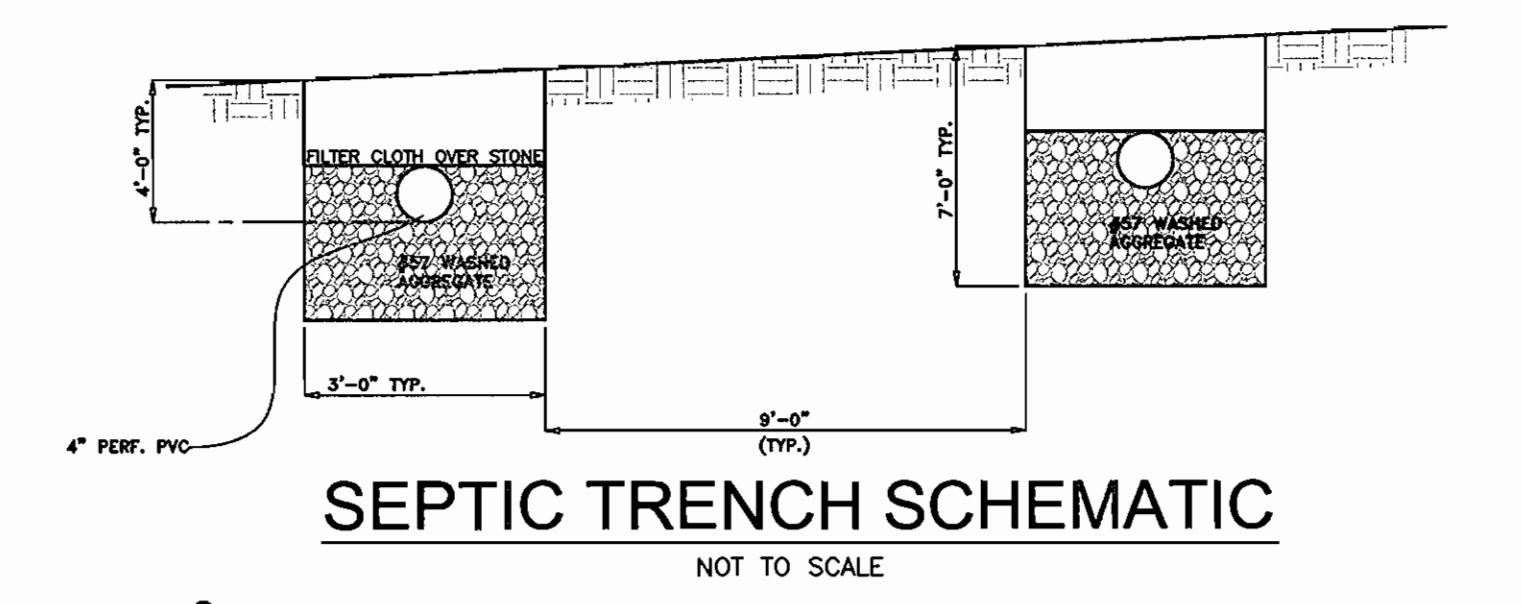 4'-0" TYP.
FILTER CLOTH OVER STONE
7'-0" TYP.
#57 WASHED
AGGREGATE
#57 WASHED
AGGREGATE
3'-0" TYP.
9'-0"
(TYP.)
4" PERF. PVC
SEPTIC TRENCH SCHEMATIC
NOT TO SCALE